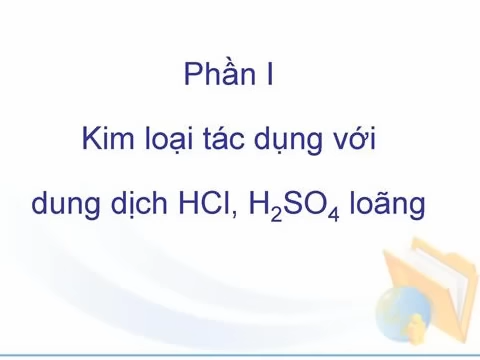 Phần I
Kim loại tác dụng với
dung dịch HCl, H₂SO₄ loãng